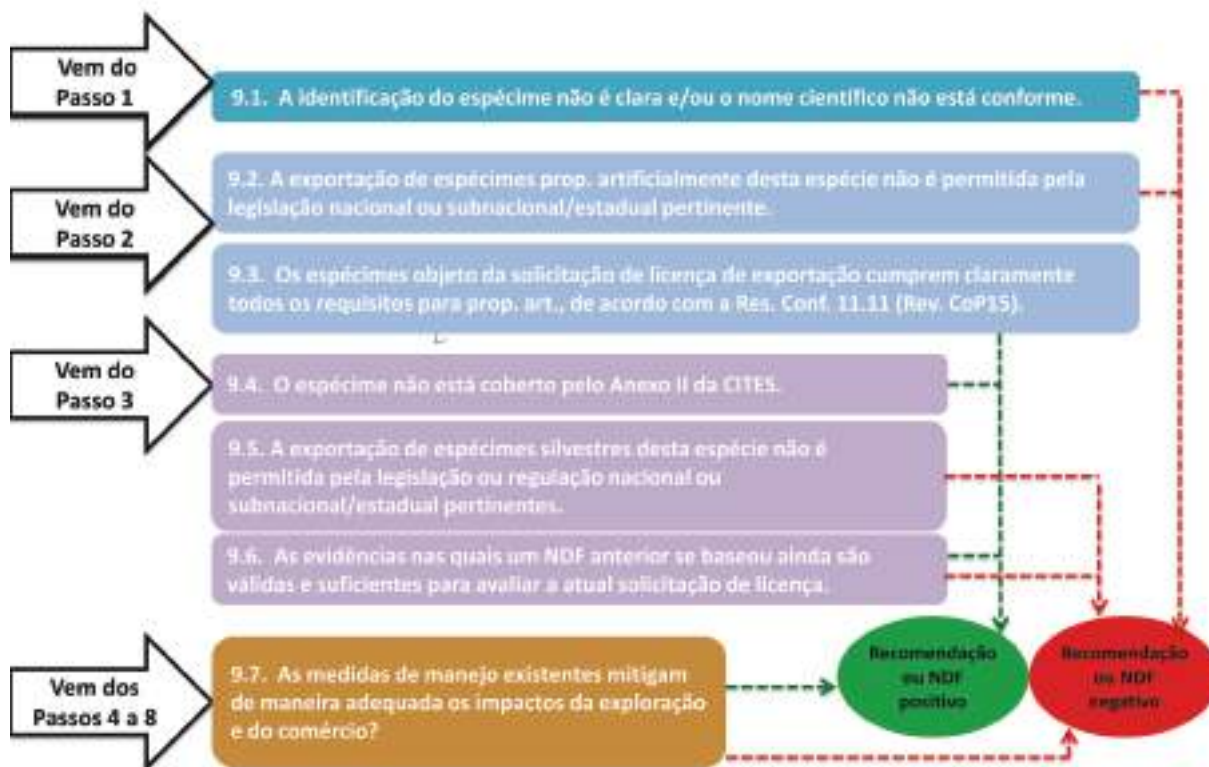 Vem do
Passo 1
9.1. A identificação do espécime não é clara e/ou o nome científico não está conforme.
Vem do
Passo 2
9.2. A exportação de espécimes prop. artificialmente desta espécie não é permitida pela
legislação nacional ou subnacional/estadual pertinente.
9.3. Os espécimes objeto da solicitação de licença de exportação cumprem claramente
todos os requisitos para prop. art., de acordo com a Res. Conf. 11.11 (Rev. CoP15).
Vem do
Passo 3
9.4. O espécime não está coberto pelo Anexo II da CITES.
9.5. A exportação de espécimes silvestres desta espécie não é
permitida pela legislação ou regulação nacional ou
subnacional/estadual pertinentes.
9.6. As evidências nas quais um NDF anterior se baseou ainda são
válidas e suficientes para avaliar a atual solicitação de licença.
Vem dos
Passos 4 a 8
9.7. As medidas de manejo existentes mitigam
de maneira adequada os impactos da exploração
e do comércio?
Recomendação
ou NDF
positivo
Recomendação
ou NDF
negativo